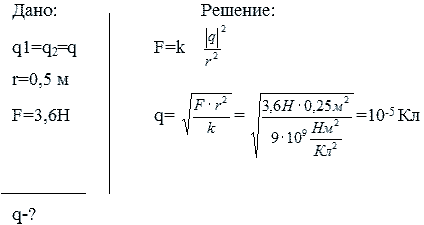 Дано: Решение:
q1=q₂=q F=k |q|²/r²
r=0,5 м
F=3,6Н q= √(F·r²/k) = √(3,6Н·0,25м²/(9·10⁹ Нм²/Кл²)) =10⁻⁵ Кл
q-?